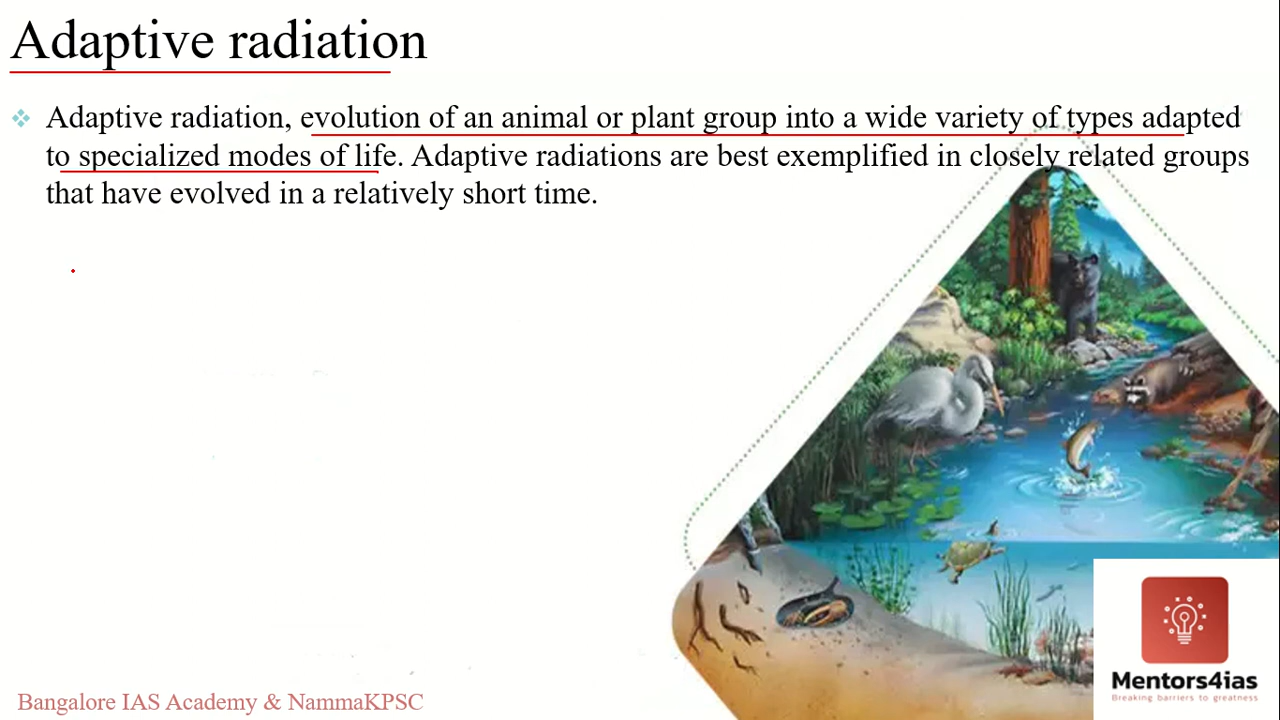 Adaptive radiation
Adaptive radiation, evolution of an animal or plant group into a wide variety of types adapted
to specialized modes of life. Adaptive radiations are best exemplified in closely related groups
that have evolved in a relatively short time.
Mentors4ias
Breaking barriers to greatness
Bangalore IAS Academy & NammaKPSC